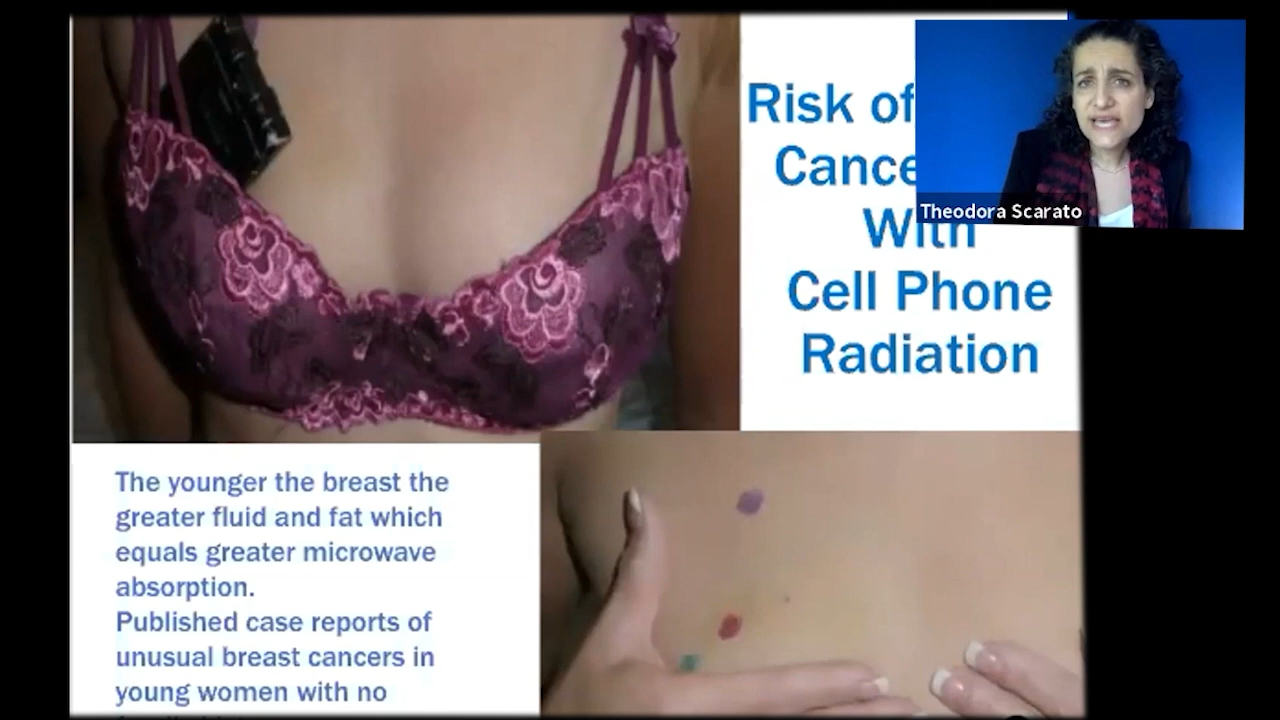 Risk of
Cance
With
Cell Phone
Radiation
Theodora Scarato
The younger the breast the
greater fluid and fat which
equals greater microwave
absorption.
Published case reports of
unusual breast cancers in
young women with no